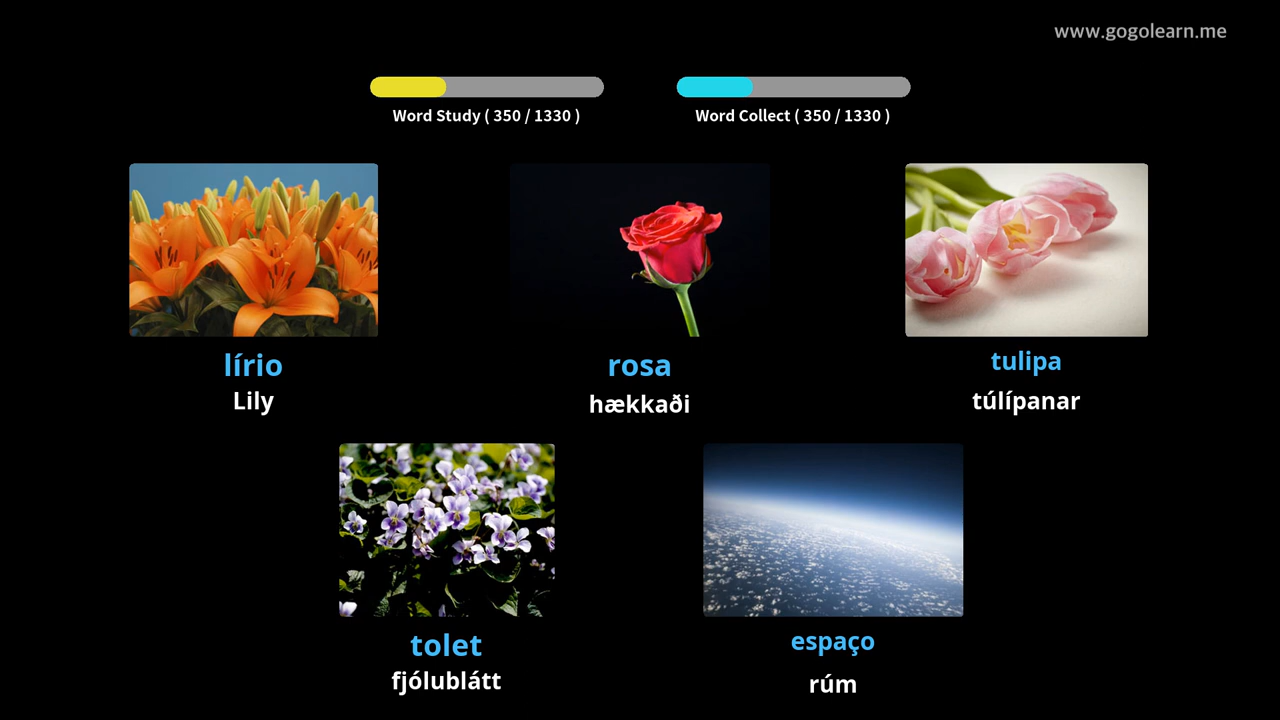 www.gogolearn.me
Word Study ( 350 / 1330 )
Word Collect ( 350 / 1330 )
lírio
Lily
rosa
hækkaði
tulipa
túlípanar
tolet
fjólublátt
espaço
rúm